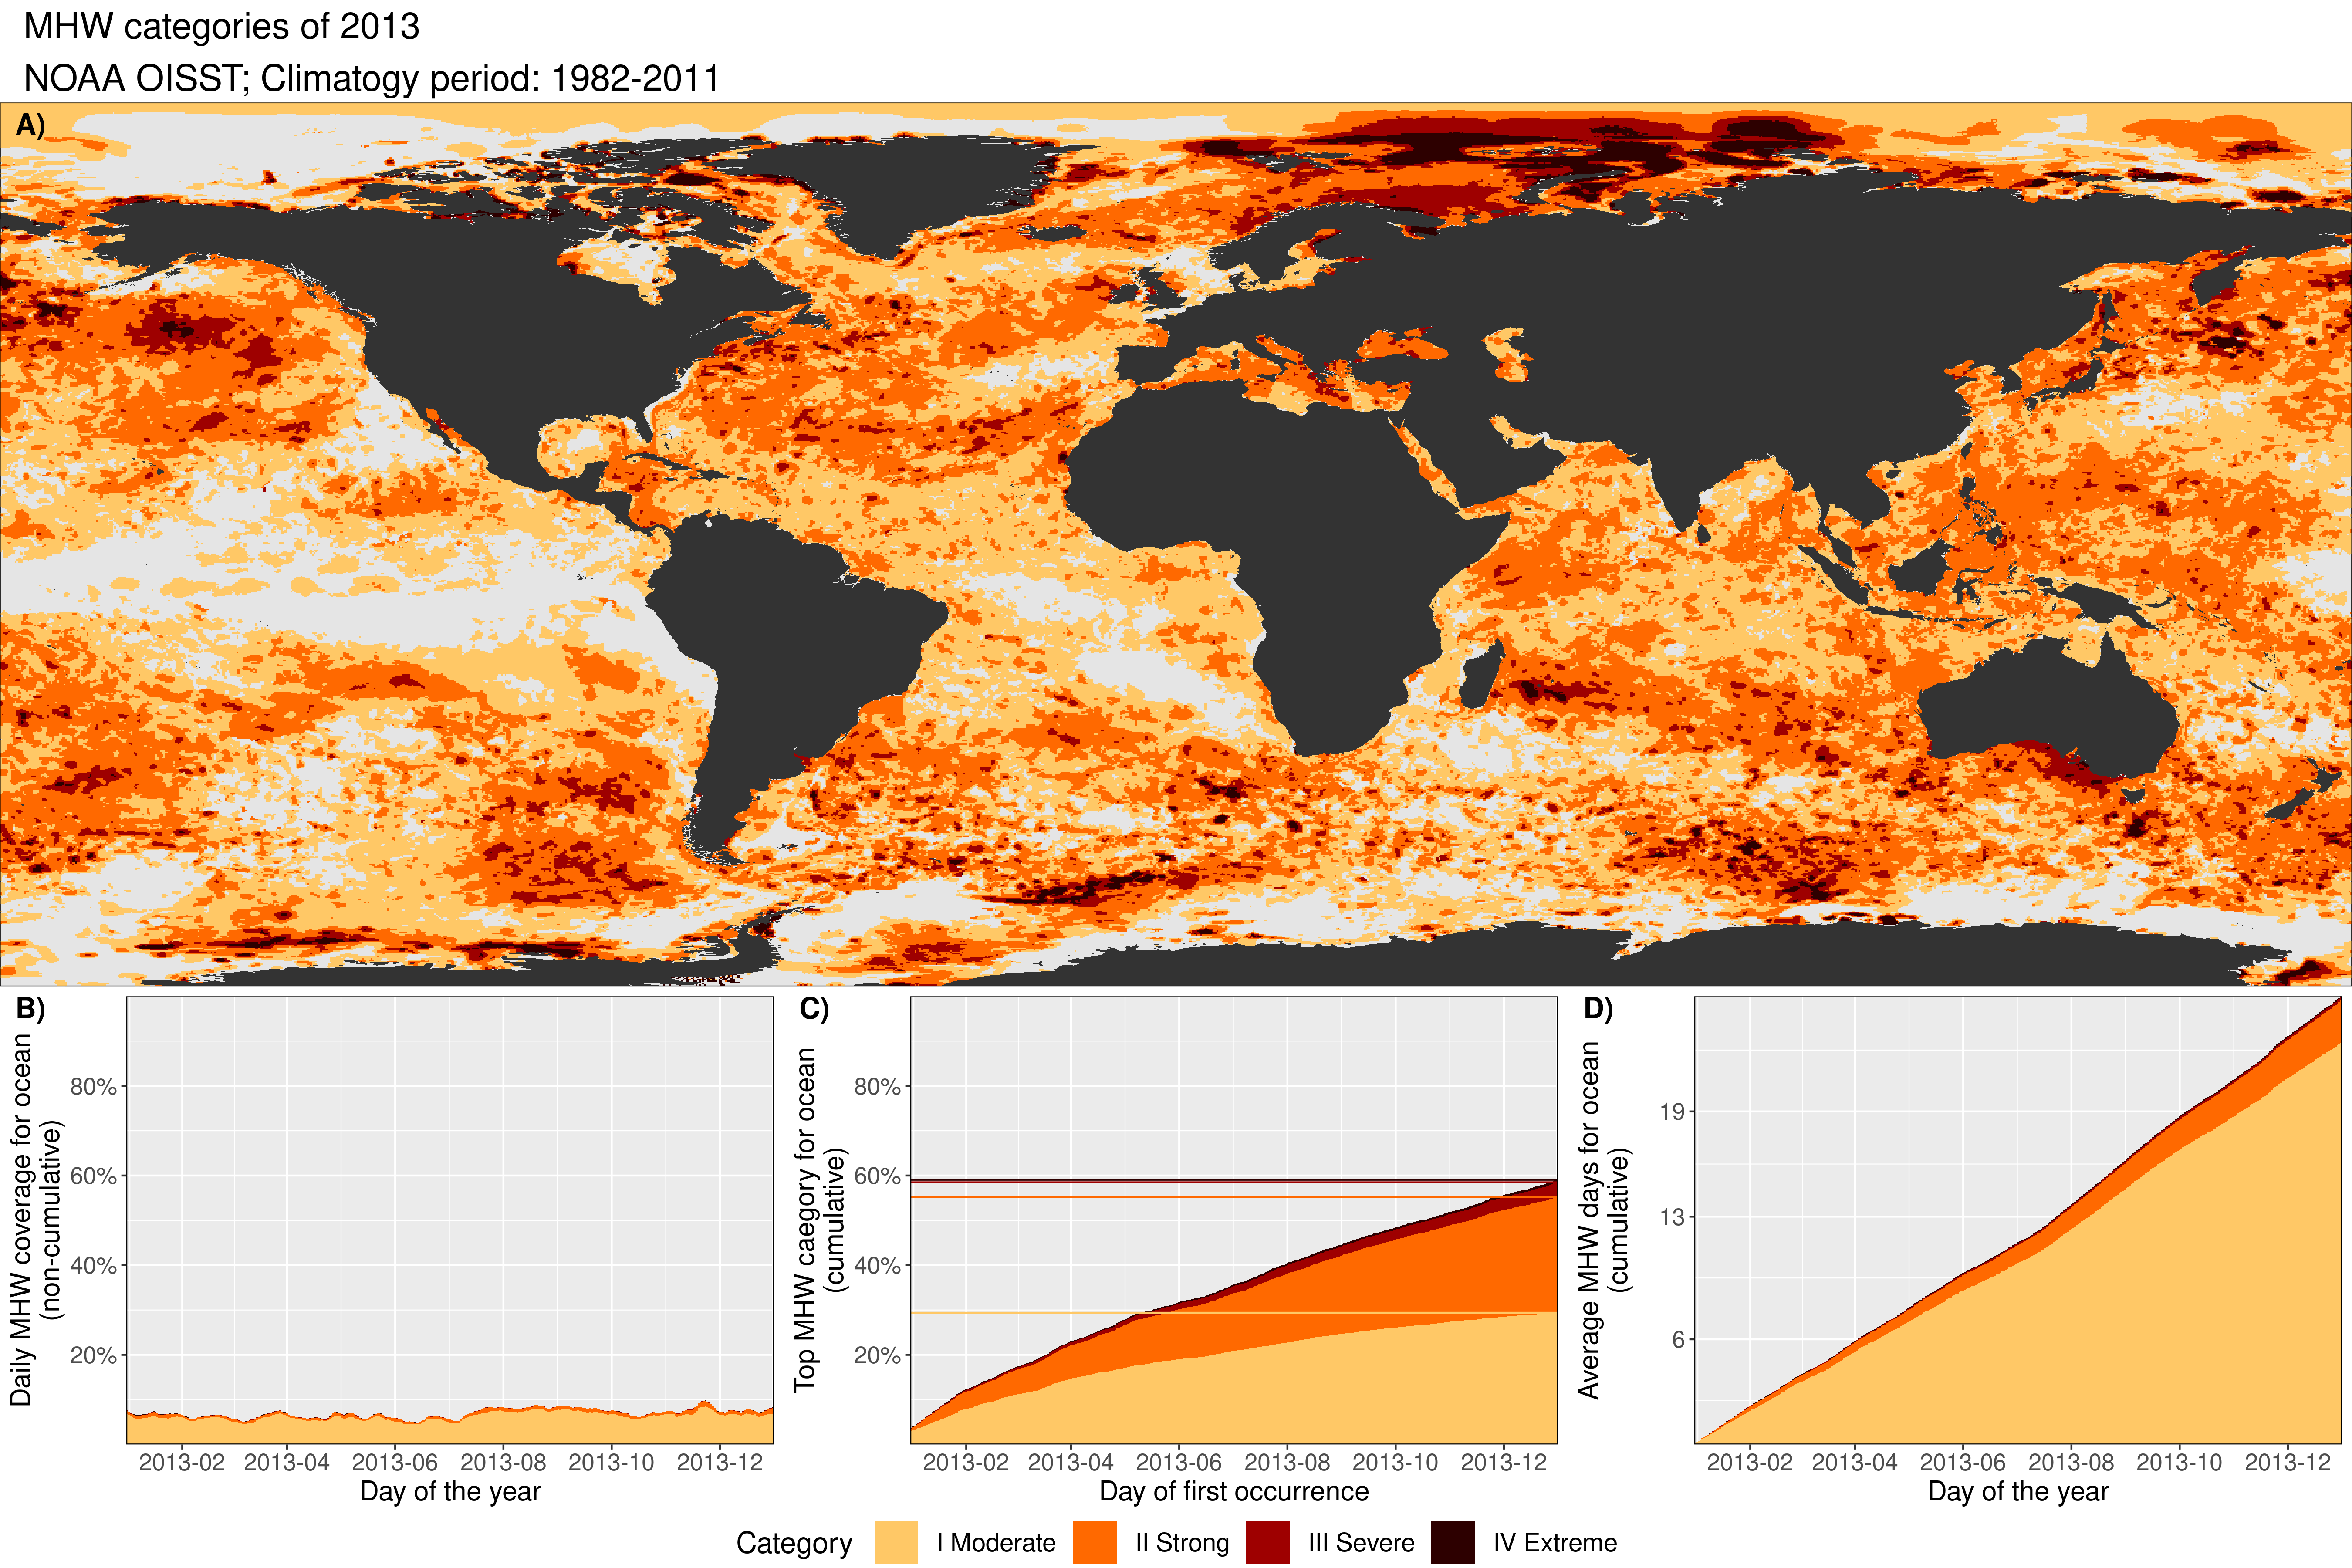 MHW categories of 2013
NOAA OISST; Climatogy period: 1982-2011
A)
B)
Daily MHW coverage for ocean
(non-cumulative)
80%
60%
40%
20%
2013-02 2013-04 2013-06 2013-08 2013-10 2013-12
Day of the year
C)
Top MHW category for ocean
(cumulative)
80%
60%
40%
20%
2013-02 2013-04 2013-06 2013-08 2013-10 2013-12
Day of first occurrence
D)
Average MHW days for ocean
(cumulative)
19
13
6
2013-02 2013-04 2013-06 2013-08 2013-10 2013-12
Day of the year
Category I Moderate II Strong III Severe IV Extreme